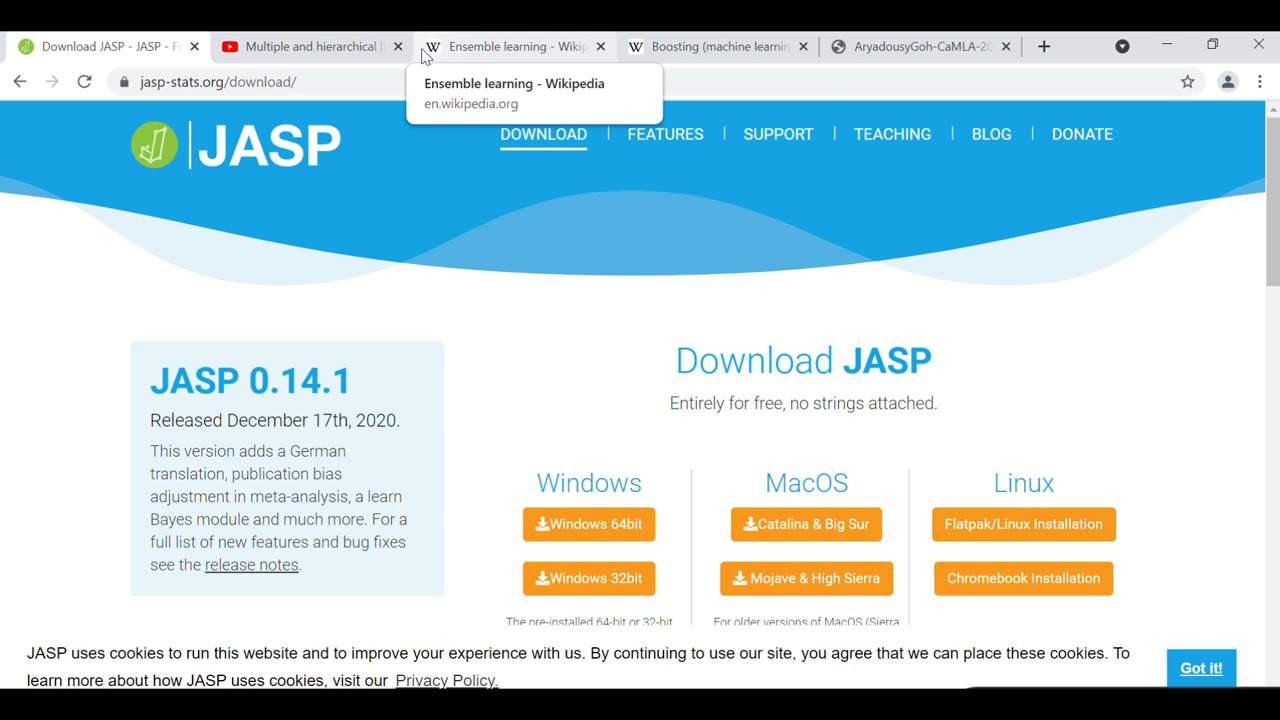 Download JASP - JASP - F
Multiple and hierarchical
Ensemble learning - Wikip
Boosting (machine learnin
AryadousyGoh-CaMLA-20
jasp-stats.org/download/
Ensemble learning - Wikipedia
en.wikipedia.org
JASP
DOWNLOAD
FEATURES
SUPPORT
TEACHING
BLOG
DONATE
JASP 0.14.1
Released December 17th, 2020.
This version adds a German
translation, publication bias
adjustment in meta-analysis, a learn
Bayes module and much more. For a
full list of new features and bug fixes
see the release notes.
Download JASP
Entirely for free, no strings attached.
Windows
Windows 64bit
Windows 32bit
The pre-installed 64-bit or 32-bit
MacOS
Catalina & Big Sur
Mojave & High Sierra
For older versions of MacOS (Sierra
Linux
Flatpak/Linux Installation
Chromebook Installation
JASP uses cookies to run this website and to improve your experience with us. By continuing to use our site, you agree that we can place these cookies. To
learn more about how JASP uses cookies, visit our Privacy Policy.
Got it!